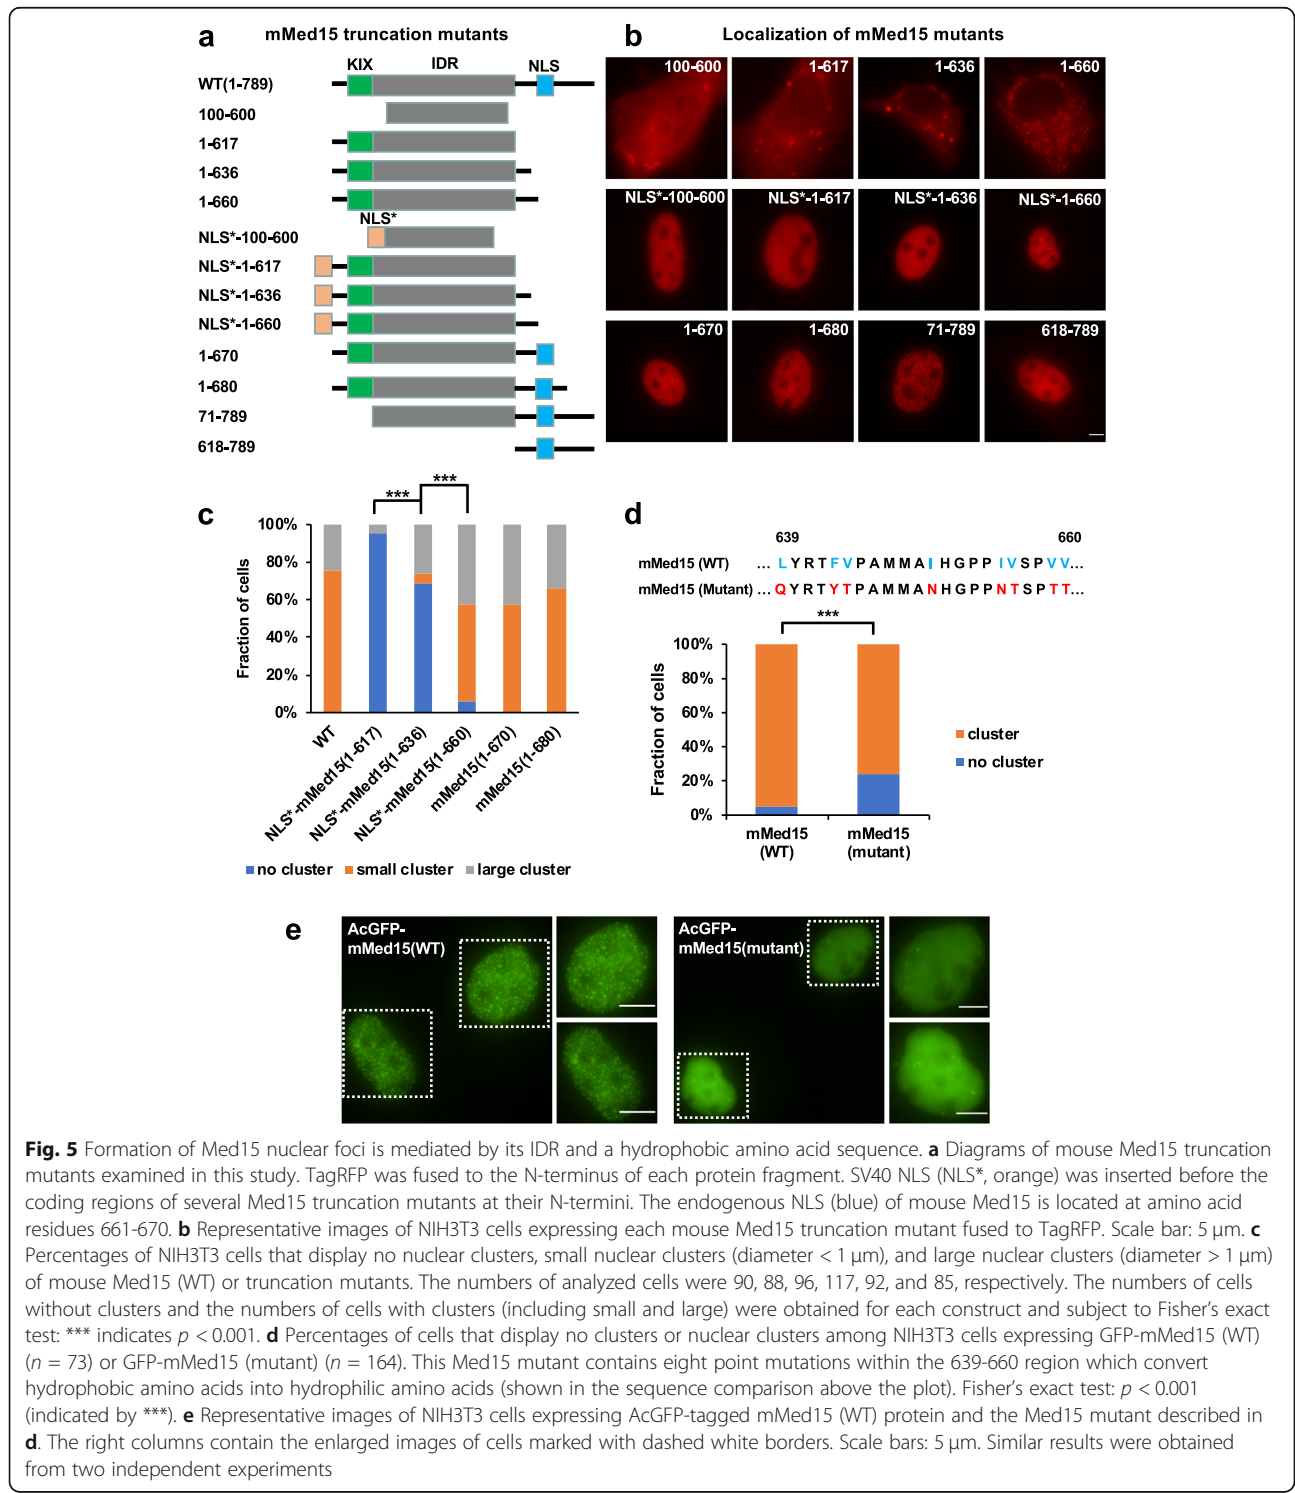 a mMed15 truncation mutants
KIX IDR NLS
WT(1-789)
100-600
1-617
1-636
1-660
NLS*
NLS*-100-600
NLS*-1-617
NLS*-1-636
NLS*-1-660
1-670
1-680
71-789
618-789
b Localization of mMed15 mutants
100-600 1-617 1-636 1-660
NLS*-100-600 NLS*-1-617 NLS*-1-636 NLS*-1-660
1-670 1-680 71-789 618-789
c
*** ***
Fraction of cells
100%
80%
60%
40%
20%
0%
WT
NLS*-mMed15(1-617)
NLS*-mMed15(1-636)
NLS*-mMed15(1-660)
mMed15(1-670)
mMed15(1-680)
no cluster small cluster large cluster
d
639 660
mMed15 (WT) ... L Y R T F V P A M M A I H G P P I V S P V V...
mMed15 (Mutant) ... Q Y R T Y T P A M M A N H G P P N T S P T T...
***
Fraction of cells
100%
80%
60%
40%
20%
0%
mMed15 (WT)
mMed15 (mutant)
cluster
no cluster
e
AcGFP-
mMed15(WT)
AcGFP-
mMed15(mutant)
Fig. 5 Formation of Med15 nuclear foci is mediated by its IDR and a hydrophobic amino acid sequence. a Diagrams of mouse Med15 truncation
mutants examined in this study. TagRFP was fused to the N-terminus of each protein fragment. SV40 NLS (NLS*, orange) was inserted before the
coding regions of several Med15 truncation mutants at their N-termini. The endogenous NLS (blue) of mouse Med15 is located at amino acid
residues 661-670. b Representative images of NIH3T3 cells expressing each mouse Med15 truncation mutant fused to TagRFP. Scale bar: 5 μm. c
Percentages of NIH3T3 cells that display no nuclear clusters, small nuclear clusters (diameter < 1 μm), and large nuclear clusters (diameter > 1 μm)
of mouse Med15 (WT) or truncation mutants. The numbers of analyzed cells were 90, 88, 96, 117, 92, and 85, respectively. The numbers of cells
without clusters and the numbers of cells with clusters (including small and large) were obtained for each construct and subject to Fisher's exact
test: *** indicates p < 0.001. d Percentages of cells that display no clusters or nuclear clusters among NIH3T3 cells expressing GFP-mMed15 (WT)
(n = 73) or GFP-mMed15 (mutant) (n = 164). This Med15 mutant contains eight point mutations within the 639-660 region which convert
hydrophobic amino acids into hydrophilic amino acids (shown in the sequence comparison above the plot). Fisher's exact test: p < 0.001
(indicated by ***). e Representative images of NIH3T3 cells expressing AcGFP-tagged mMed15 (WT) protein and the Med15 mutant described in
d. The right columns contain the enlarged images of cells marked with dashed white borders. Scale bars: 5 μm. Similar results were obtained
from two independent experiments